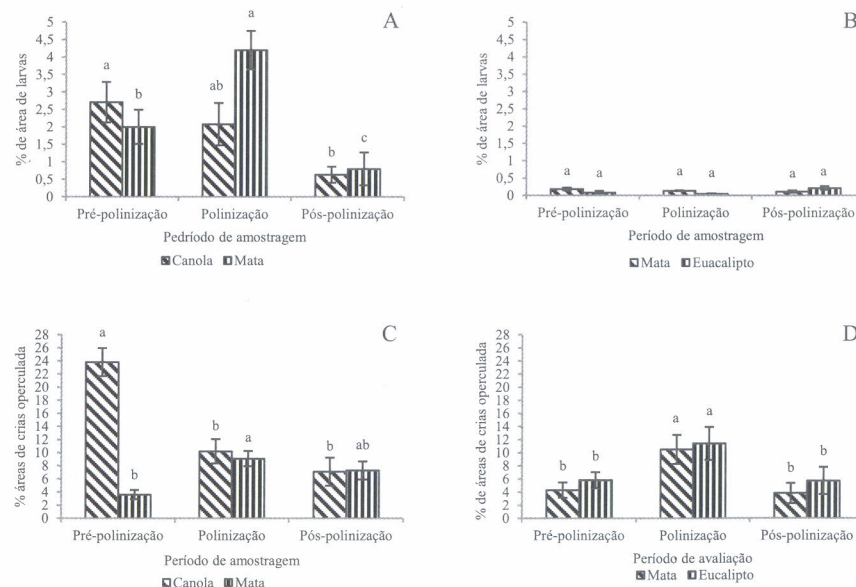 A
% de área de larvas
5
4,5
4
3,5
3
2,5
2
1,5
1
0,5
0
a
b
ab
a
b
c
Pré-polinização Polinização Pós-polinização
Pedríodo de amostragem
Canola Mata
B
% de área de larvas
5
4,5
4
3,5
3
2,5
2
1,5
1
0,5
0
a a a a a a
Pré-polinização Polinização Pós-polinização
Período de amostragem
Mata Euacalipto
C
% áreas de crias operculada
28
26
24
22
20
18
16
14
12
10
8
6
4
2
0
a
b
b
a
b
ab
Pré-polinização Polinização Pós-polinização
Período de amostragem
Canola Mata
D
% de áreas de crias operculada
28
26
24
22
20
18
16
14
12
10
8
6
4
2
0
b b a a b b
Pré-polinização Polinização Pós-polinização
Período de avaliação
Mata Eucalipto